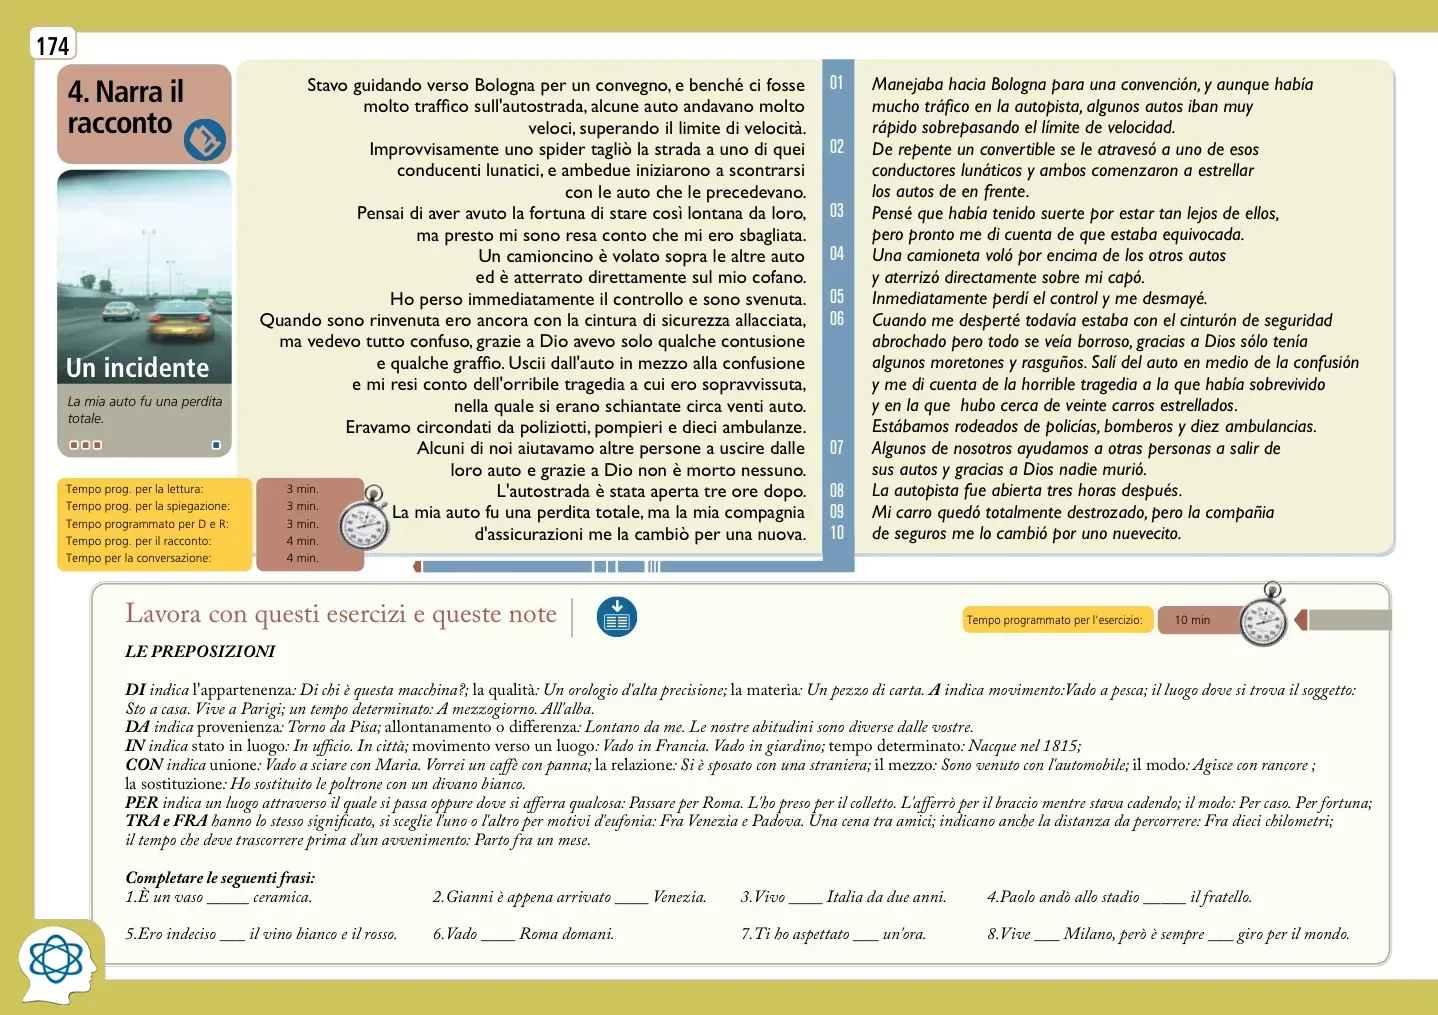 174
4. Narra il
racconto
Un incidente
La mia auto fu una perdita
totale.
Tempo prog. per la lettura: 3 min.
Tempo prog. per la spiegazione: 3 min.
Tempo programmato per D e R: 3 min.
Tempo prog. per il racconto: 4 min.
Tempo per la conversazione: 4 min.
Stavo guidando verso Bologna per un convegno, e benché ci fosse
molto traffico sull'autostrada, alcune auto andavano molto
veloci, superando il limite di velocità.
Improvvisamente uno spider tagliò la strada a uno di quei
conducenti lunatici, e ambedue iniziarono a scontrarsi
con le auto che le precedevano.
Pensai di aver avuto la fortuna di stare così lontana da loro,
ma presto mi sono resa conto che mi ero sbagliata.
Un camioncino è volato sopra le altre auto
ed è atterrato direttamente sul mio cofano.
Ho perso immediatamente il controllo e sono svenuta.
Quando sono rinvenuta ero ancora con la cintura di sicurezza allacciata,
ma vedevo tutto confuso, grazie a Dio avevo solo qualche contusione
e qualche graffio. Uscii dall'auto in mezzo alla confusione
e mi resi conto dell'orribile tragedia a cui ero sopravvissuta,
nella quale si erano schiantate circa venti auto.
Eravamo circondati da poliziotti, pompieri e dieci ambulanze.
Alcuni di noi aiutavamo altre persone a uscire dalle
loro auto e grazie a Dio non è morto nessuno.
L'autostrada è stata aperta tre ore dopo.
La mia auto fu una perdita totale, ma la mia compagnia
d'assicurazioni me la cambiò per una nuova.
01
02
03
04
05
06
07
08
09
10
Manejaba hacia Bologna para una convención, y aunque había
mucho tráfico en la autopista, algunos autos iban muy
rápido sobrepasando el límite de velocidad.
De repente un convertible se le atravesó a uno de esos
conductores lunáticos y ambos comenzaron a estrellar
los autos de en frente.
Pensé que había tenido suerte por estar tan lejos de ellos,
pero pronto me di cuenta de que estaba equivocada.
Una camioneta voló por encima de los otros autos
y aterrizó directamente sobre mi capó.
Inmediatamente perdí el control y me desmayé.
Cuando me desperté todavía estaba con el cinturón de seguridad
abrochado pero todo se veía borroso, gracias a Dios sólo tenía
algunos moretones y rasguños. Salí del auto en medio de la confusión
y me di cuenta de la horrible tragedia a la que había sobrevivido
y en la que hubo cerca de veinte carros estrellados.
Estábamos rodeados de policías, bomberos y diez ambulancias.
Algunos de nosotros ayudamos a otras personas a salir de
sus autos y gracias a Dios nadie murió.
La autopista fue abierta tres horas después.
Mi carro quedó totalmente destrozado, pero la compañia
de seguros me lo cambió por uno nuevecito.
Lavora con questi esercizi e queste note
Tempo programmato per l'esercizio: 10 min
LE PREPOSIZIONI
DI indica l'appartenenza: Di chi è questa macchina?; la qualità: Un orologio d'alta precisione; la materia: Un pezzo di carta. A indica movimento:Vado a pesca; il luogo dove si trova il soggetto:
Sto a casa. Vive a Parigi; un tempo determinato: A mezzogiorno. All'alba.
DA indica provenienza: Torno da Pisa; allontanamento o differenza: Lontano da me. Le nostre abitudini sono diverse dalle vostre.
IN indica stato in luogo: In ufficio. In città; movimento verso un luogo: Vado in Francia. Vado in giardino; tempo determinato: Nacque nel 1815;
CON indica unione: Vado a sciare con Maria. Vorrei un caffè con panna; la relazione: Si è sposato con una straniera; il mezzo: Sono venuto con l'automobile; il modo: Agisce con rancore ;
la sostituzione: Ho sostituito le poltrone con un divano bianco.
PER indica un luogo attraverso il quale si passa oppure dove si afferra qualcosa: Passare per Roma. L'ho preso per il colletto. L'afferrò per il braccio mentre stava cadendo; il modo: Per caso. Per fortuna;
TRA e FRA hanno lo stesso significato, si sceglie l'uno o l'altro per motivi d'eufonia: Fra Venezia e Padova. Una cena tra amici; indicano anche la distanza da percorrere: Fra dieci chilometri;
il tempo che deve trascorrere prima d'un avvenimento: Parto fra un mese.
Completare le seguenti frasi:
1.È un vaso _____ ceramica. 2.Gianni è appena arrivato ____ Venezia. 3.Vivo ____ Italia da due anni. 4.Paolo andò allo stadio _____ il fratello.
5.Ero indeciso ___ il vino bianco e il rosso. 6.Vado ____ Roma domani. 7.Ti ho aspettato ___ un'ora. 8.Vive ___ Milano, però è sempre ___ giro per il mondo.